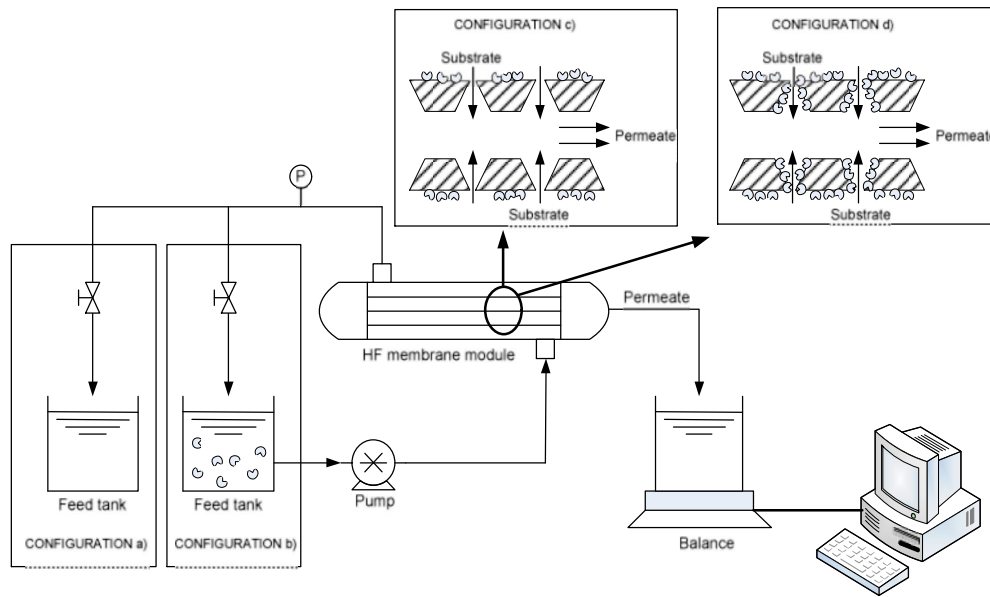 CONFIGURATION c)
Substrate
Permeate
Substrate
CONFIGURATION d)
Substrate
Permeate
Substrate
P
HF membrane module
Permeate
Feed tank
CONFIGURATION a)
Feed tank
CONFIGURATION b)
Pump
Balance